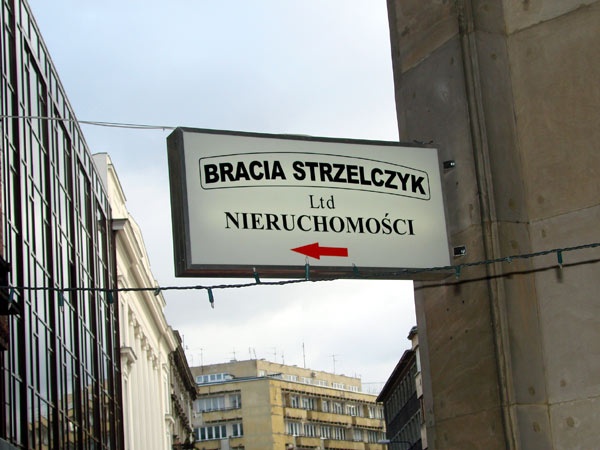 BRACIA STRZELCZYK
Ltd
NIERUCHOMOŚCI